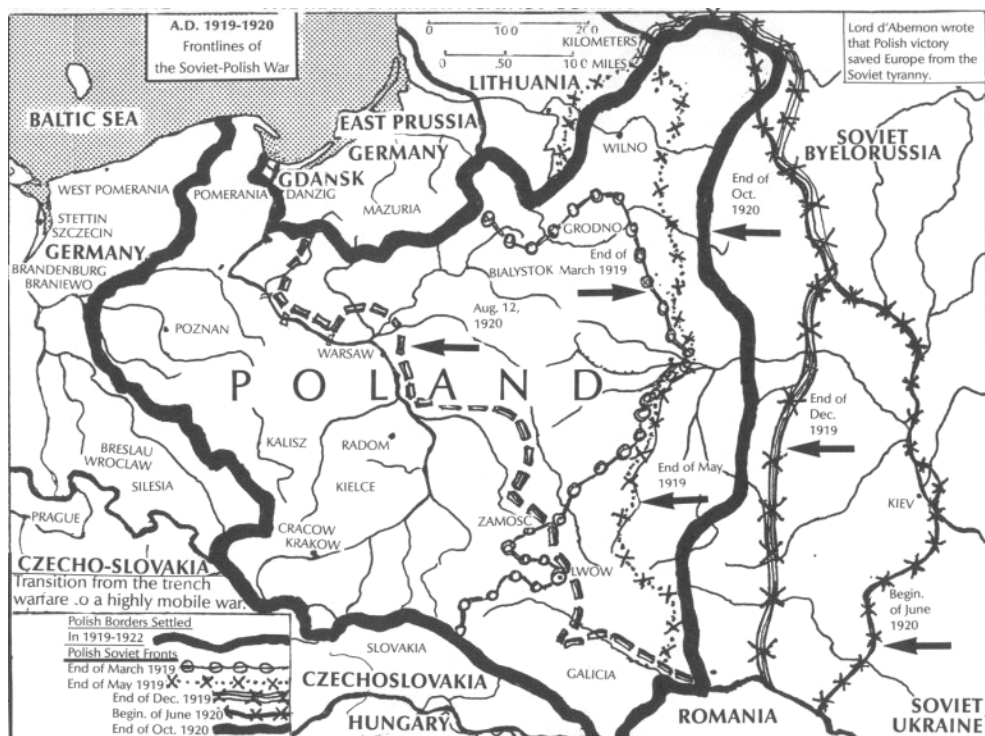 A.D. 1919-1920
Frontlines of
the Soviet-Polish War
0 100 200
KILOMETERS
0 50 100
MILES
Lord d'Abernon wrote
that Polish victory
saved Europe from the
Soviet tyranny.
LITHUANIA
BALTIC SEA
EAST PRUSSIA
GERMANY
WILNO
SOVIET
BYELORUSSIA
GDANSK
DANZIG
WEST POMERANIA
POMERANIA
MAZURIA
End of
Oct.
1920
STETTIN
SZCZECIN
GERMANY
GRODNO
BRANDENBURG
BRANIEWO
BIALYSTOK
End of
March 1919
POZNAN
Aug. 12,
1920
WARSAW
POLAND
End of
Dec.
1919
KALISZ
RADOM
BRESLAU
WROCLAW
SILESIA
KIELCE
End of May
1919
PRAGUE
ZAMOSC
KIEV
CRACOW
KRAKOW
CZECHO-SLOVAKIA
LWOW
Transition from the trench
warfare .o a highly mobile war.
Begin.
of June
1920
Polish Borders Settled
In 1919-1922
Polish Soviet Fronts
End of March 1919
End of May 1919
End of Dec. 1919
Begin. of June 1920
End of Oct. 1920
SLOVAKIA
GALICIA
CZECHOSLOVAKIA
HUNGARY
ROMANIA
SOVIET
UKRAINE